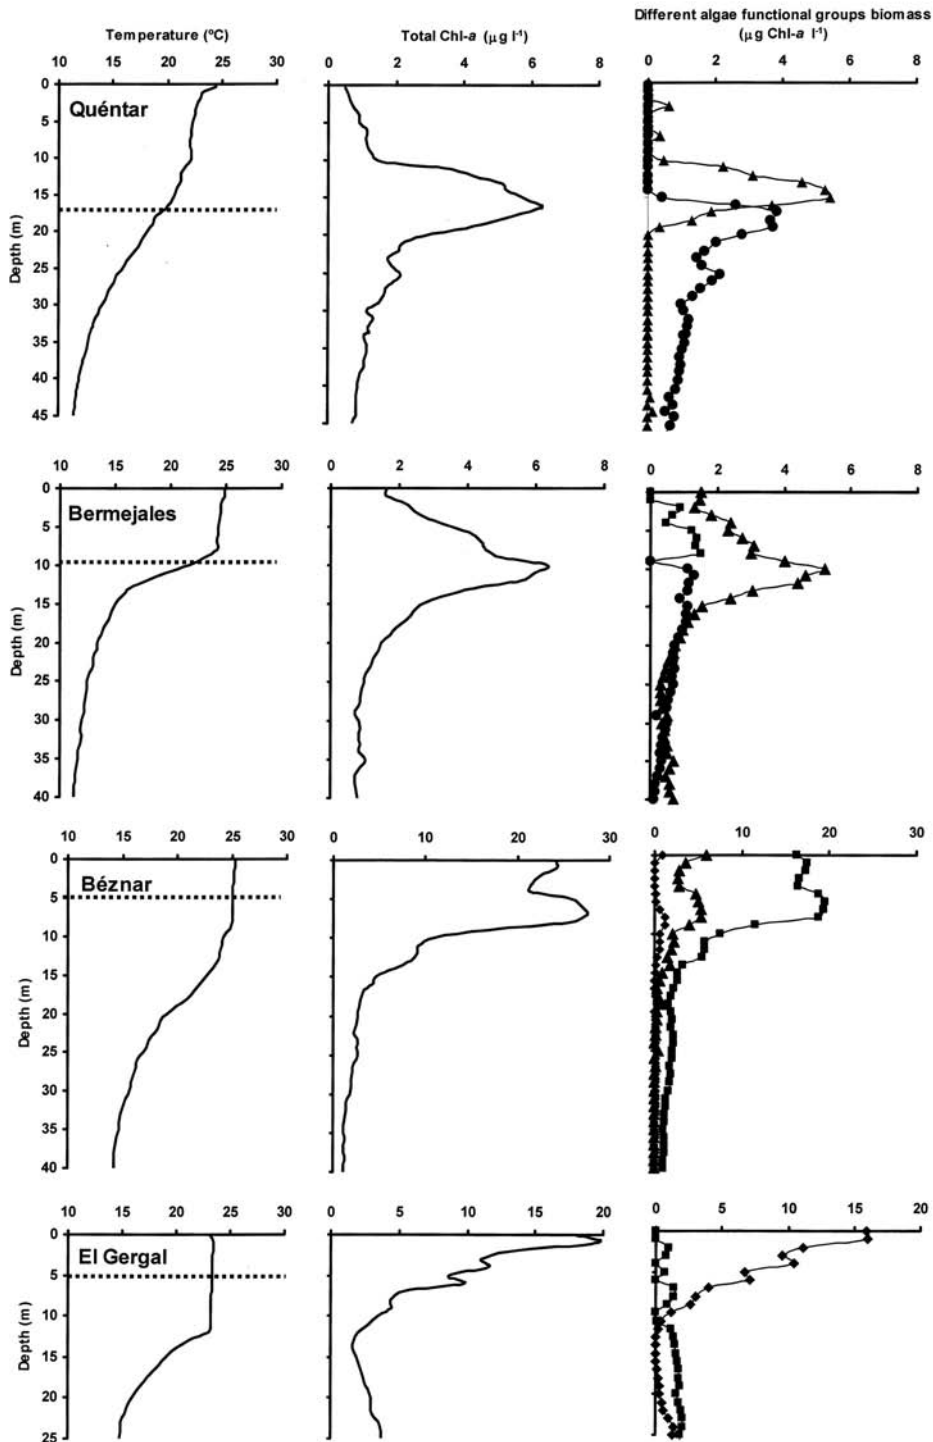 Temperature (ºC)
Total Chl-a (µg l-1)
Different algae functional groups biomass
(µg Chl-a l-1)
10 15 20 25 30
0 2 4 6 8
0 2 4 6 8
Quéntar
Depth (m)
0
5
10
15
20
25
30
35
40
45
10 15 20 25 30
0 2 4 6 8
0 2 4 6 8
Bermejales
Depth (m)
0
5
10
15
20
25
30
35
40
10 15 20 25 30
0 10 20 30
0 10 20 30
Béznar
Depth (m)
0
5
10
15
20
25
30
35
40
10 15 20 25 30
0 5 10 15 20
0 5 10 15 20
El Gergal
Depth (m)
0
5
10
15
20
25